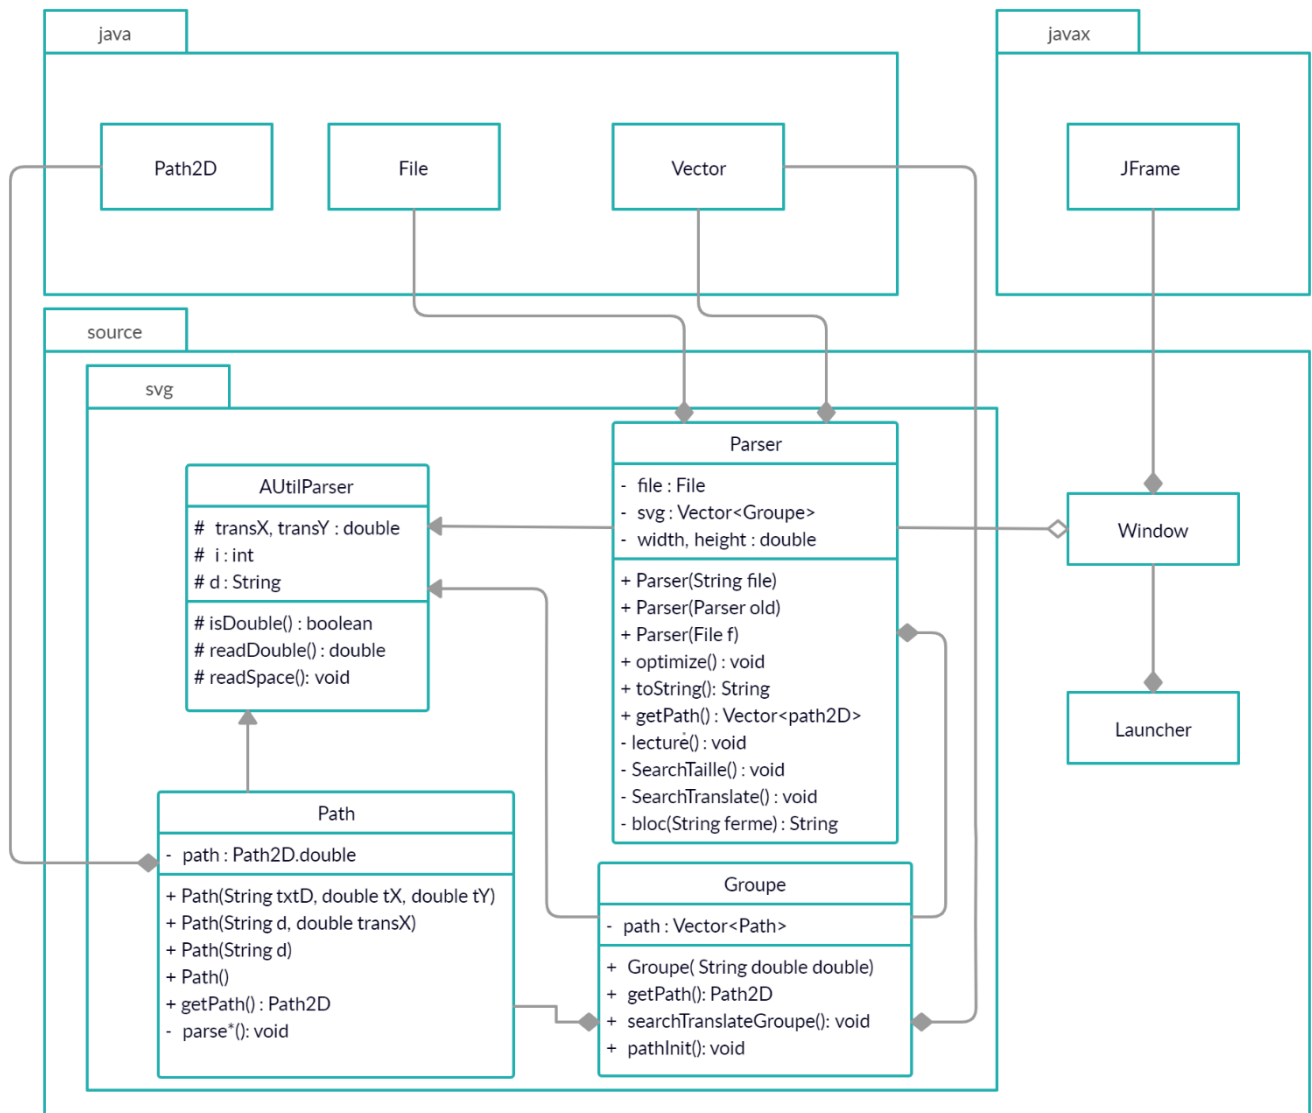 java
javax
Path2D
File
Vector
JFrame
source
svg
Parser
- file : File
- svg : Vector<Groupe>
- width, height : double
+ Parser(String file)
+ Parser(Parser old)
+ Parser(File f)
+ optimize() : void
+ toString(): String
+ getPath() : Vector<path2D>
- lecture() : void
- SearchTaille() : void
- SearchTranslate() : void
- bloc(String ferme) : String
AUtilParser
# transX, transY : double
# i : int
# d : String
# isDouble() : boolean
# readDouble() : double
# readSpace(): void
Window
Launcher
Path
- path : Path2D.double
+ Path(String txtD, double tX, double tY)
+ Path(String d, double transX)
+ Path(String d)
+ Path()
+ getPath() : Path2D
- parse*(): void
Groupe
- path : Vector<Path>
+ Groupe( String double double)
+ getPath(): Path2D
+ searchTranslateGroupe(): void
+ pathInit(): void